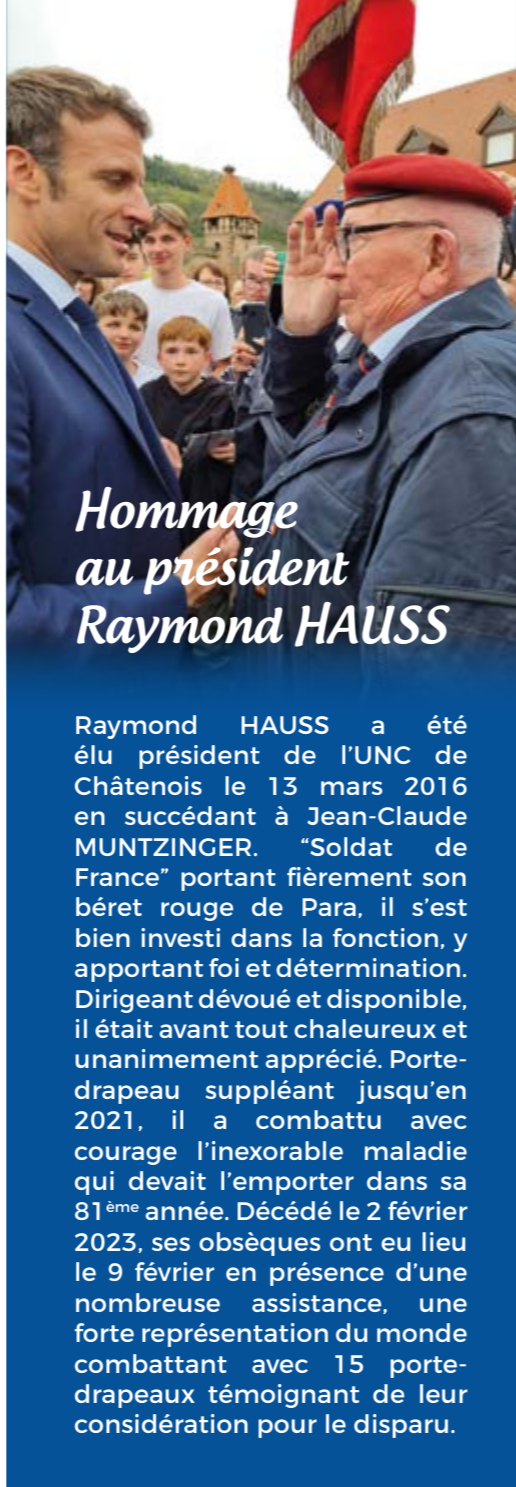 Hommage
au président
Raymond HAUSS
Raymond HAUSS a été
élu président de l’UNC de
Châtenois le 13 mars 2016
en succédant à Jean-Claude
MUNTZINGER. “Soldat de
France” portant fièrement son
béret rouge de Para, il s’est
bien investi dans la fonction, y
apportant foi et détermination.
Dirigeant dévoué et disponible,
il était avant tout chaleureux et
unanimement apprécié. Porte-
drapeau suppléant jusqu’en
2021, il a combattu avec
courage l’inexorable maladie
qui devait l’emporter dans sa
81ème année. Décédé le 2 février
2023, ses obsèques ont eu lieu
le 9 février en présence d’une
nombreuse assistance, une
forte représentation du monde
combattant avec 15 porte-
drapeaux témoignant de leur
considération pour le disparu.